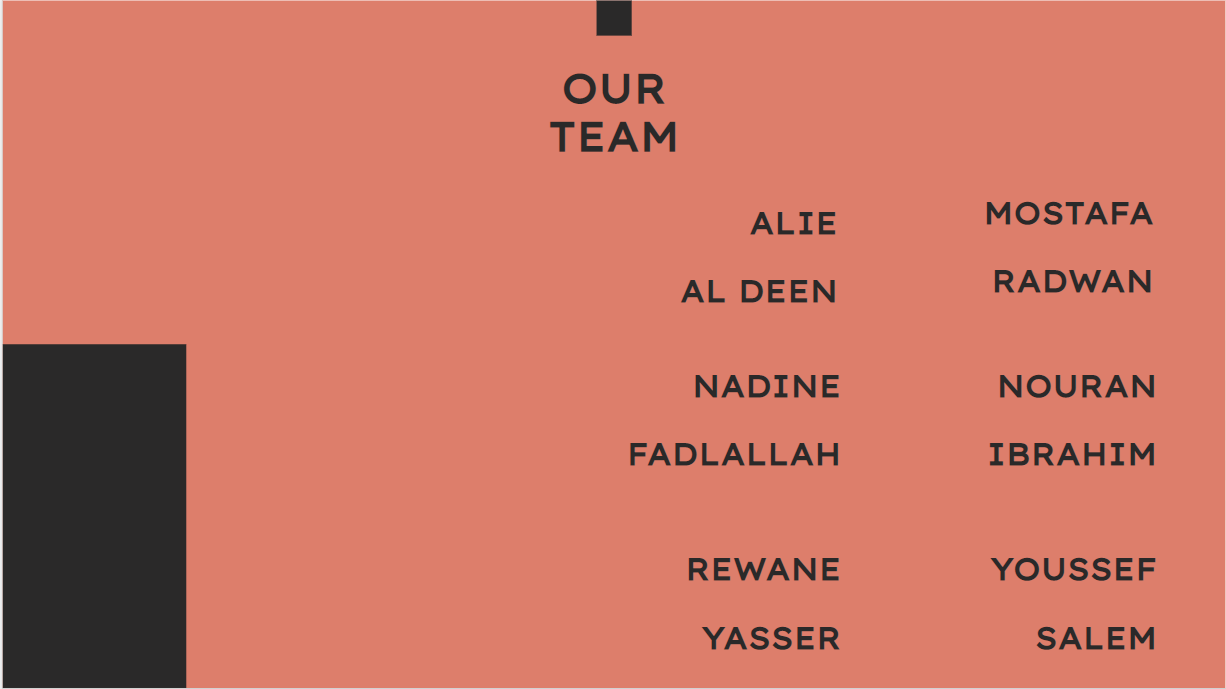 OUR
TEAM
ALIE
AL DEEN
MOSTAFA
RADWAN
NADINE
FADLALLAH
NOURAN
IBRAHIM
REWANE
YASSER
YOUSSEF
SALEM